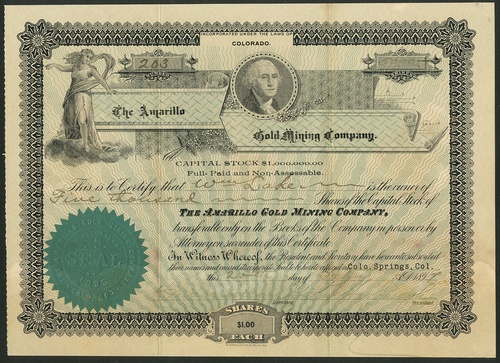 INCORPORATED UNDER THE LAWS OF
COLORADO.
203
The Amarillo
Gold Mining Company.
CAPITAL STOCK $1,000,000.00
Full-Paid and Non-Assessable.
This is to Certify that Wm Lake is the owner of
Five thousand Shares of the Capital Stock of
THE AMARILLO GOLD MINING COMPANY,
transferable only on the Books of the Company in person or by
Attorney on surrender of this Certificate.
In Witness Whereof, the President and Secretary have hereunto subscribed
their names and caused the corporate Seal to be hereto affixed at Colo. Springs, Col.
this day of A.D. 189
SHARES
$1.00
EACH